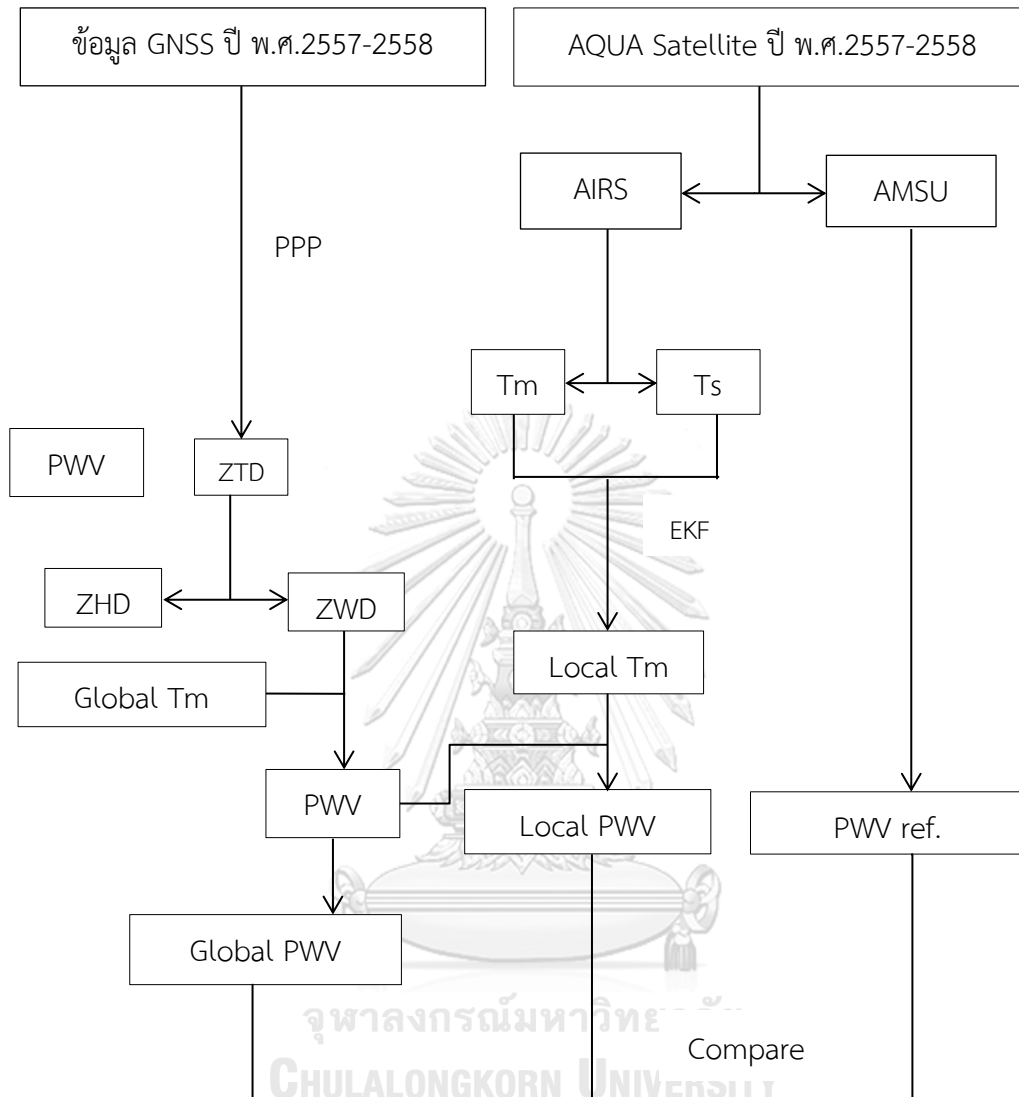 ข้อมูล GNSS ปี พ.ศ.2557-2558
AQUA Satellite ปี พ.ศ.2557-2558
AIRS
AMSU
PPP
Tm
Ts
PWV
ZTD
EKF
ZHD
ZWD
Local Tm
Global Tm
PWV
Local PWV
PWV ref.
Global PWV
จุฬาลงกรณ์มหาวิทยาลัย
Compare
CHULALONGKORN UNIVERSITY